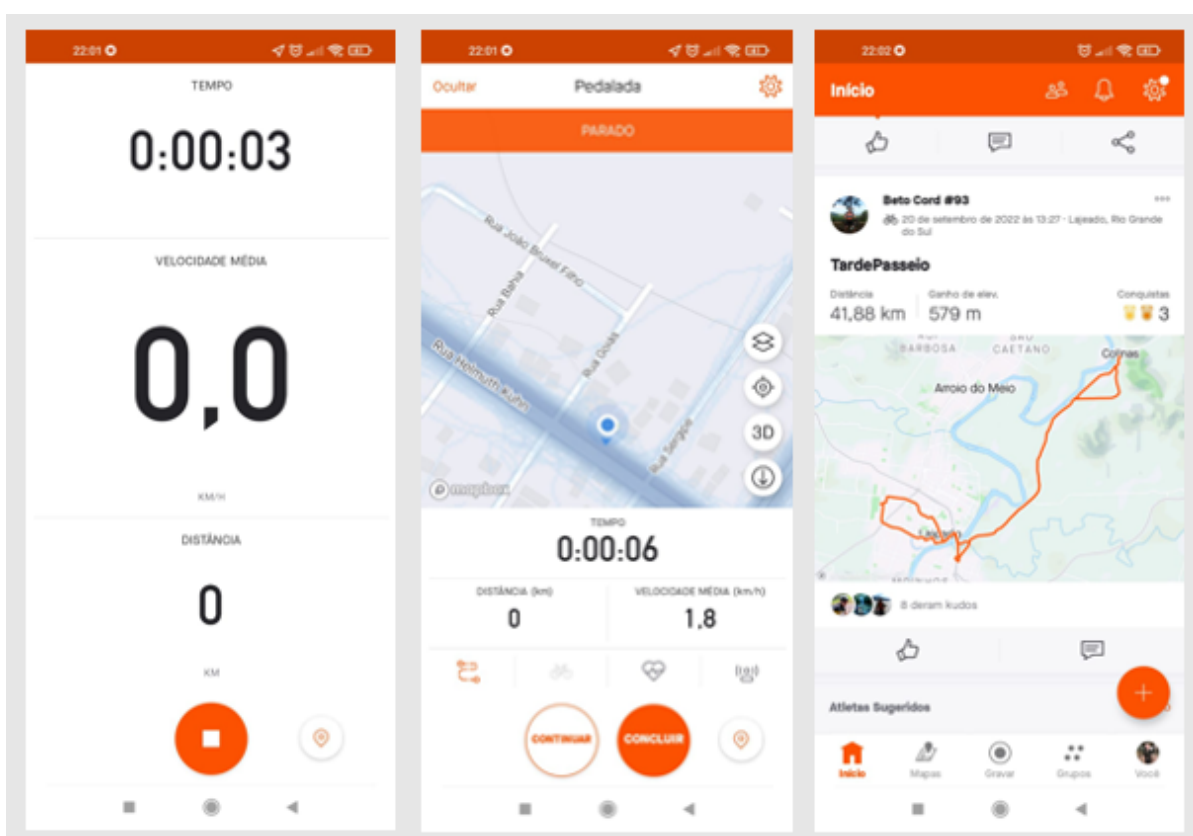 22:01
TEMPO
0:00:03
VELOCIDADE MÉDIA
0,0
KM/H
DISTÂNCIA
0
KM
22:01
Ocultar
Pedalada
PARADO
Rua João Bruxel Filho
Rua Bahia
Rua Goias
Rua Helmuth Kuhn
Rua Sergipe
3D
mapbox
TEMPO
0:00:06
DISTÂNCIA (km)
VELOCIDADE MÉDIA (km/h)
0
1,8
CONTINUAR
CONCLUIR
22:02
Início
Beto Cord #93
20 de setembro de 2022 às 13:27 - Lajeado, Rio Grande
do Sul
TardePasseio
Distância
Ganho de elev.
Conquistas
41,88 km
579 m
3
BARBOSA
CAETANO
Colinas
Arroio do Meio
Lajeado
8 deram kudos
Atletas Sugeridos
Início
Mapas
Gravar
Grupos
Você